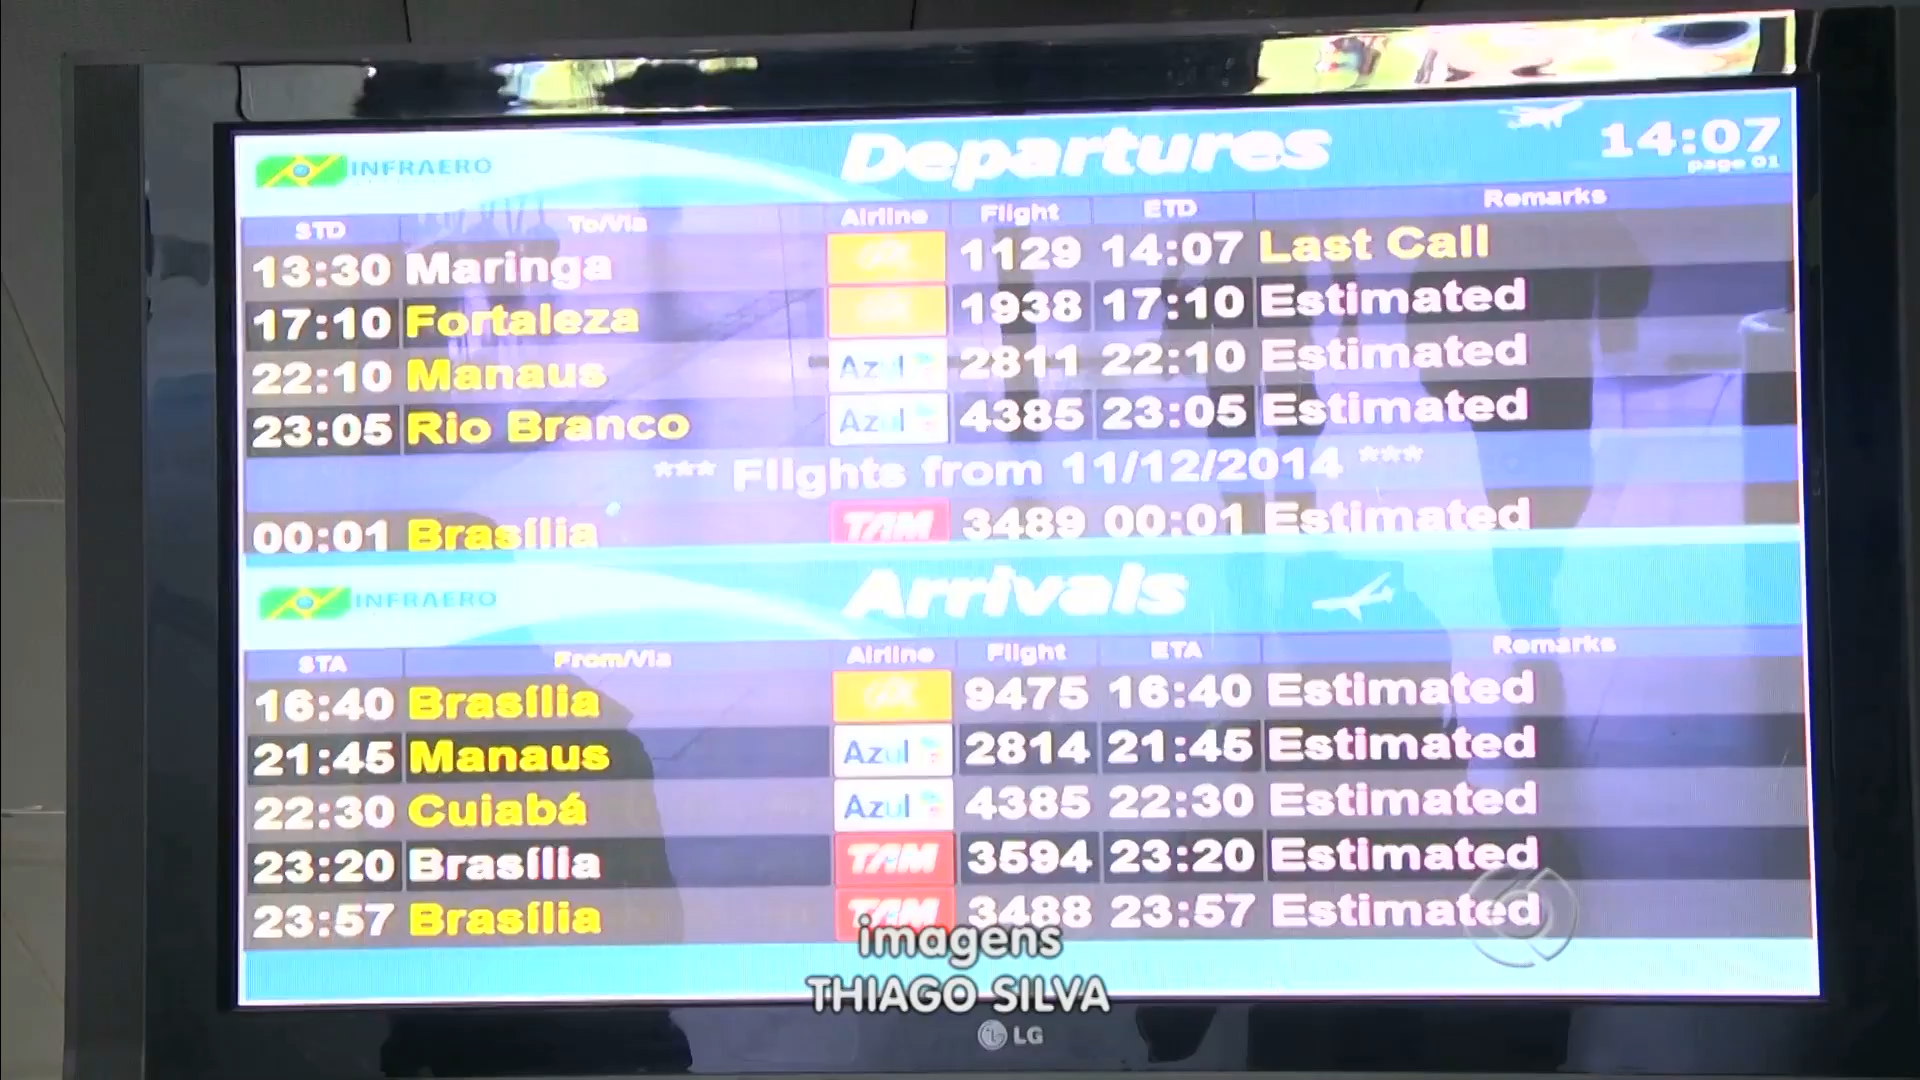 INFRAERO Departures 14:07
page 01
STD To/Via Airline Flight ETD Remarks
13:30 Maringa 1129 14:07 Last Call
17:10 Fortaleza 1938 17:10 Estimated
22:10 Manaus Azul 2811 22:10 Estimated
23:05 Rio Branco Azul 4385 23:05 Estimated
*** Flights from 11/12/2014 ***
00:01 Brasília TAM 3489 00:01 Estimated
INFRAERO Arrivals
STA From/Via Airline Flight ETA Remarks
16:40 Brasília 9475 16:40 Estimated
21:45 Manaus Azul 2814 21:45 Estimated
22:30 Cuiabá Azul 4385 22:30 Estimated
23:20 Brasília TAM 3594 23:20 Estimated
23:57 Brasília TAM 3488 23:57 Estimated
imagens
THIAGO SILVA
LG